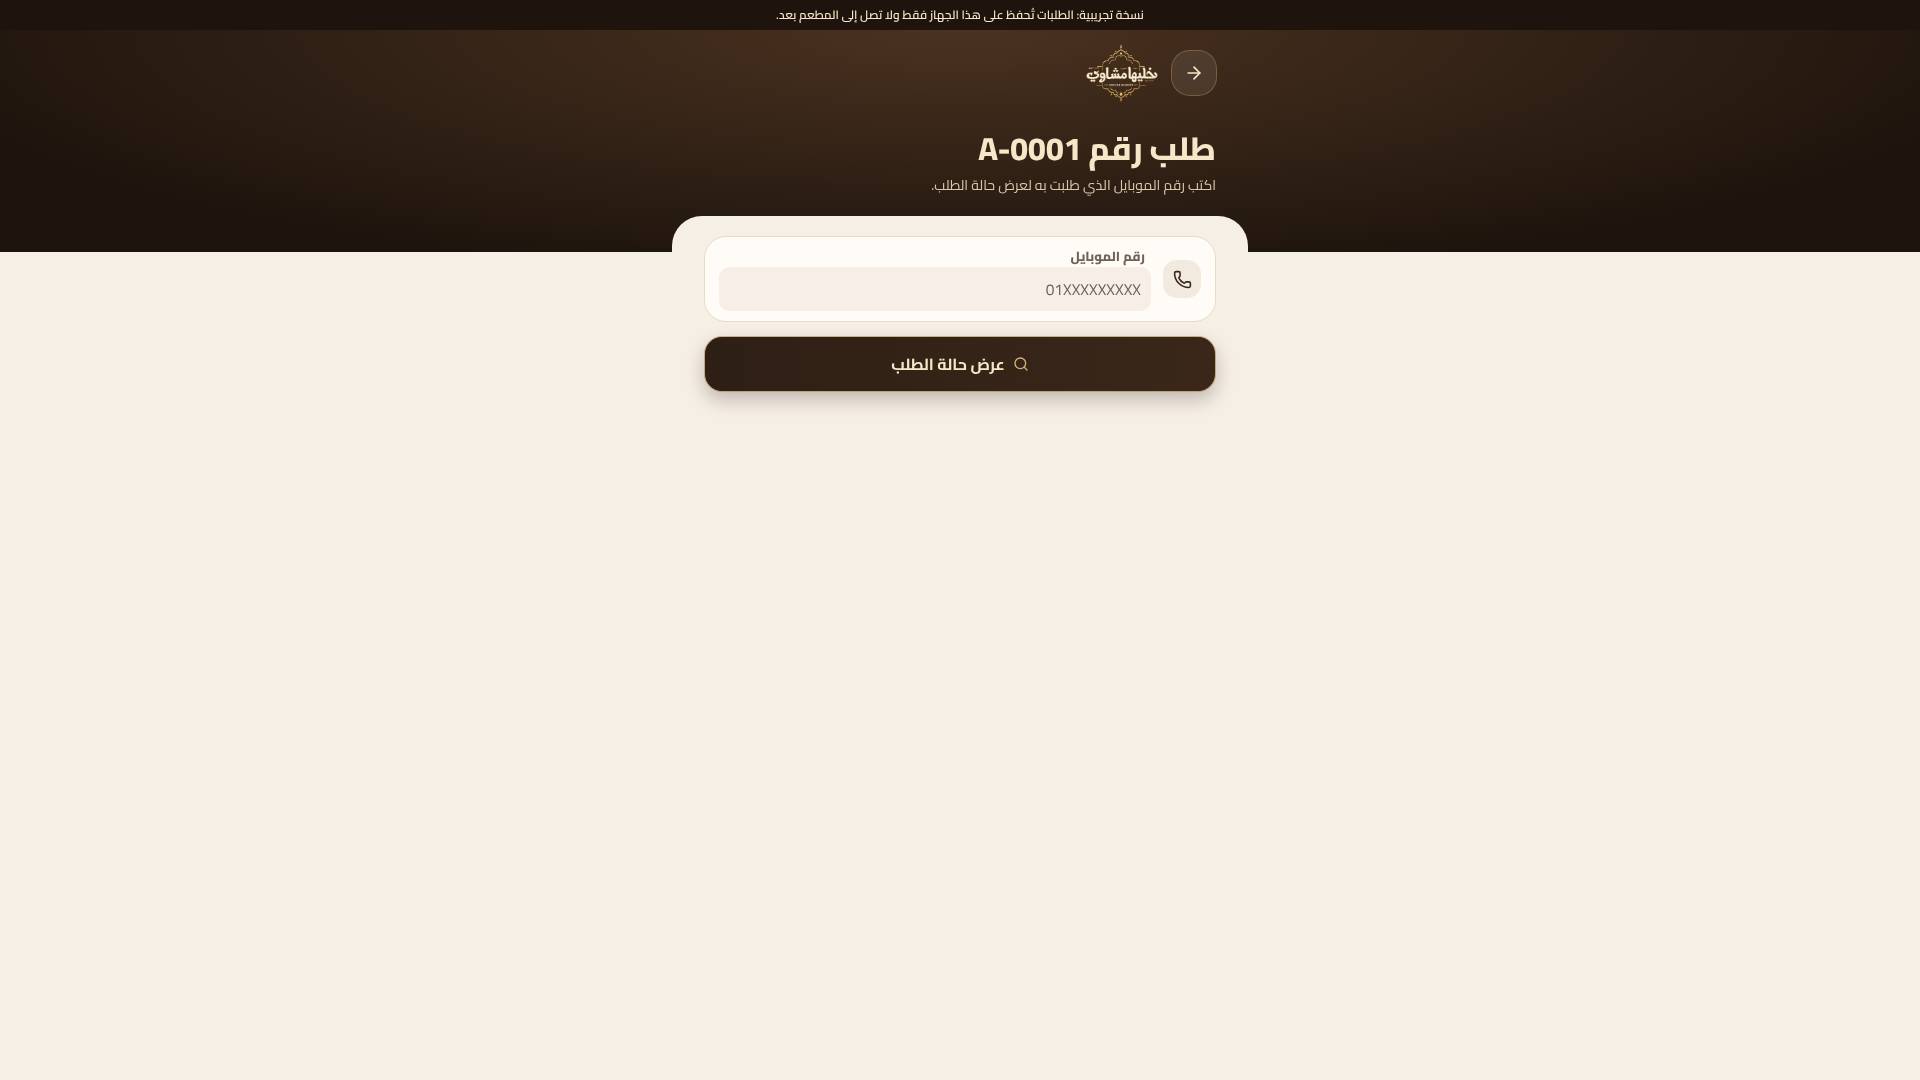 نسخة تجريبية: الطلبات تُحفظ على هذا الجهاز فقط ولا تصل إلى المطعم بعد.
خليها مشاوي
طلب رقم A-0001
اكتب رقم الموبايل الذي طلبت به لعرض حالة الطلب.
رقم الموبايل
01XXXXXXXXX
عرض حالة الطلب